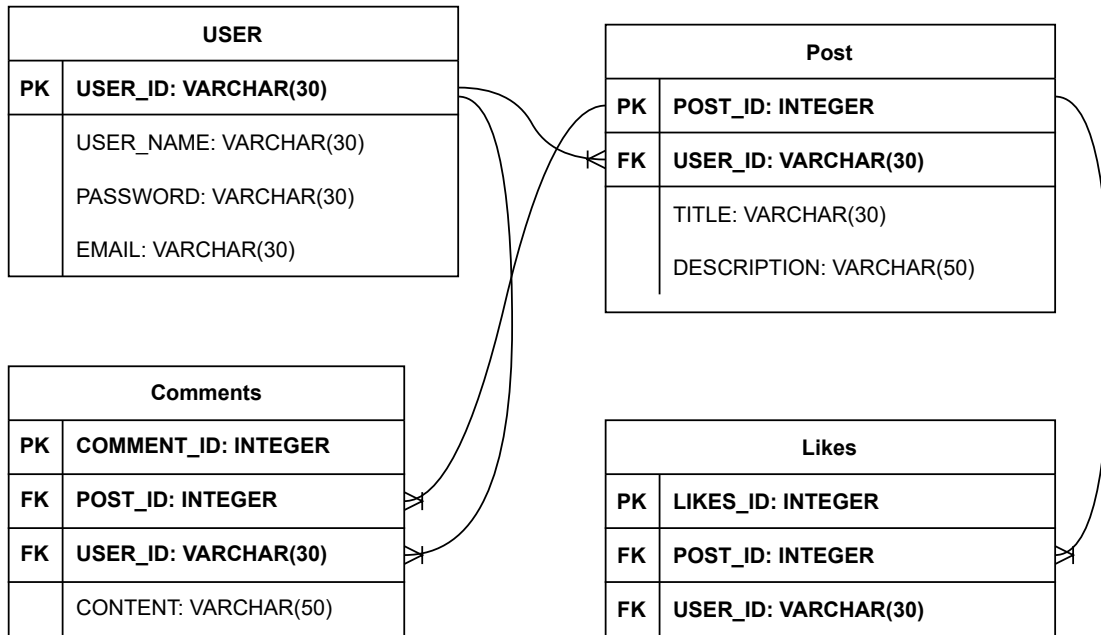 USER
PK USER_ID: VARCHAR(30)
USER_NAME: VARCHAR(30)
PASSWORD: VARCHAR(30)
EMAIL: VARCHAR(30)
Post
PK POST_ID: INTEGER
FK USER_ID: VARCHAR(30)
TITLE: VARCHAR(30)
DESCRIPTION: VARCHAR(50)
Comments
PK COMMENT_ID: INTEGER
FK POST_ID: INTEGER
FK USER_ID: VARCHAR(30)
CONTENT: VARCHAR(50)
Likes
PK LIKES_ID: INTEGER
FK POST_ID: INTEGER
FK USER_ID: VARCHAR(30)